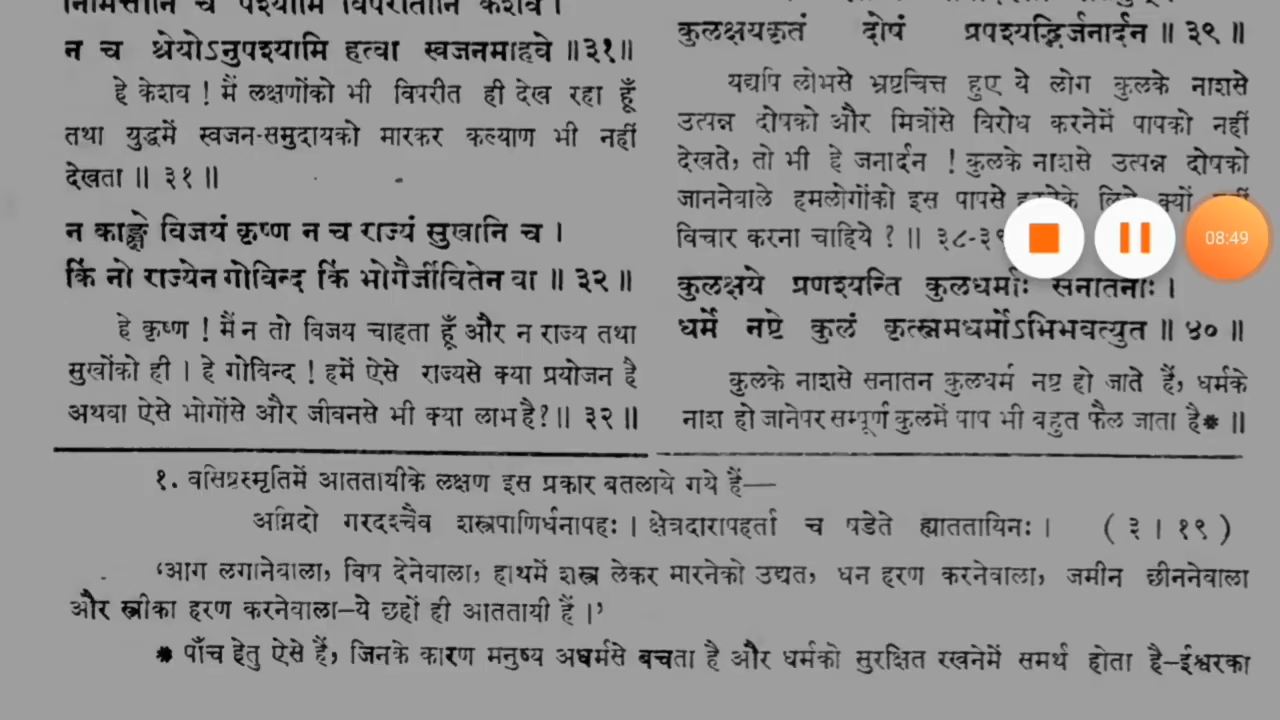 निमित्तानि च पश्यामि विपरीतानि केशव ।
न च श्रेयोऽनुपश्यामि हत्वा स्वजनमाहवे ॥३१॥
हे केशव ! मैं लक्षणोंको भी विपरीत ही देख रहा हूँ
तथा युद्धमें स्वजन-समुदायको मारकर कल्याण भी नहीं
देखता ॥ ३१ ॥
न काङ्क्षे विजयं कृष्ण न च राज्यं सुखानि च ।
किं नो राज्येन गोविन्द किं भोगैर्जीवितेन वा ॥ ३२ ॥
हे कृष्ण ! मैं न तो विजय चाहता हूँ और न राज्य तथा
सुखोंको ही । हे गोविन्द ! हमें ऐसे राज्यसे क्या प्रयोजन है
अथवा ऐसे भोगोंसे और जीवनसे भी क्या लाभ है? ॥ ३२ ॥
कुलक्षयकृतं दोषं प्रपश्यद्भिर्जनार्दन ॥ ३९ ॥
यद्यपि लोभसे भ्रष्टचित्त हुए ये लोग कुलके नाशसे
उत्पन्न दोषको और मित्रोंसे विरोध करनेमें पापको नहीं
देखते, तो भी हे जनार्दन ! कुलके नाशसे उत्पन्न दोषको
जाननेवाले हमलोगोंको इस पापसे लिये क्यों
विचार करना चाहिये ? ॥ ३८-३९
08:49
कुलक्षये प्रणश्यन्ति कुलधर्माः सनातनाः ।
धर्मे नष्टे कुलं कृत्स्नमधर्मोऽभिभवत्युत ॥ ४० ॥
कुलके नाशसे सनातन कुलधर्म नष्ट हो जाते हैं, धर्मके
नाश हो जानेपर सम्पूर्ण कुलमें पाप भी बहुत फैल जाता है* ॥
१. वसिष्ठस्मृतिमें आततायीके लक्षण इस प्रकार बतलाये गये हैं—
अग्निदो गरदश्चैव शस्त्रपाणिर्धनापहः । क्षेत्रदारापहर्ता च षडेते ह्याततायिनः । ( ३ । १९ )
'आग लगानेवाला, विष देनेवाला, हाथमें शस्त्र लेकर मारनेको उद्यत, धन हरण करनेवाला, जमीन छीननेवाला
और स्त्रीका हरण करनेवाला—ये छहों ही आततायी हैं ।'
* पाँच हेतु ऐसे हैं, जिनके कारण मनुष्य अधर्मसे बचता है और धर्मको सुरक्षित रखनेमें समर्थ होता है—ईश्वरका